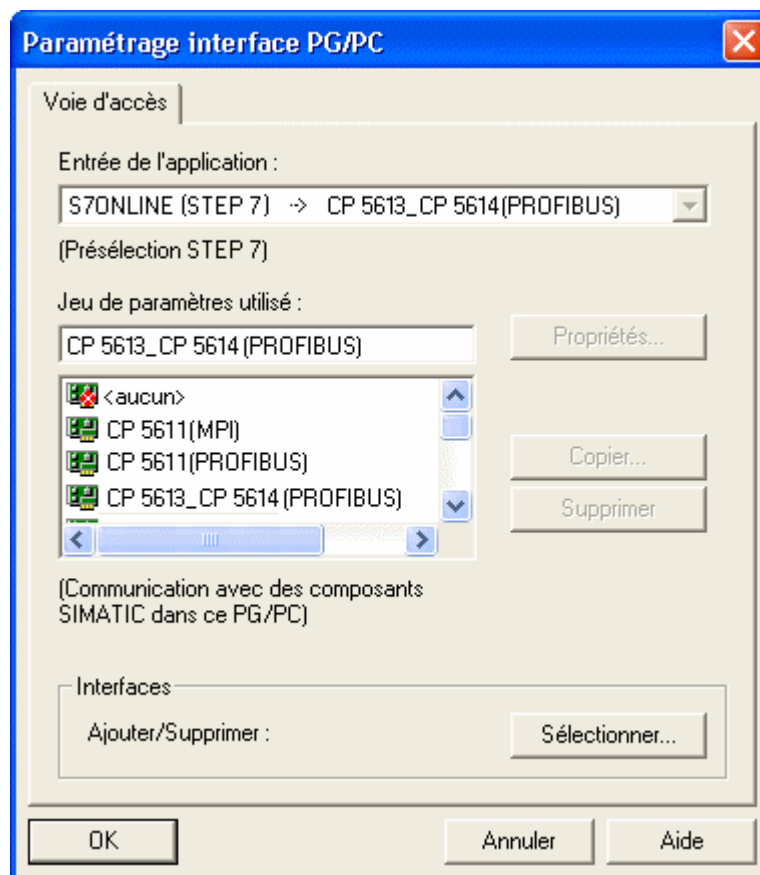 Paramétrage interface PG/PC
Voie d'accès
Entrée de l'application :
S7ONLINE (STEP 7) -> CP 5613_CP 5614(PROFIBUS)
(Présélection STEP 7)
Jeu de paramètres utilisé :
CP 5613_CP 5614(PROFIBUS)
Propriétés...
<aucun>
CP 5611(MPI)
CP 5611(PROFIBUS)
CP 5613_CP 5614(PROFIBUS)
Copier...
Supprimer
(Communication avec des composants
SIMATIC dans ce PG/PC)
Interfaces
Ajouter/Supprimer :
Sélectionner...
OK
Annuler
Aide